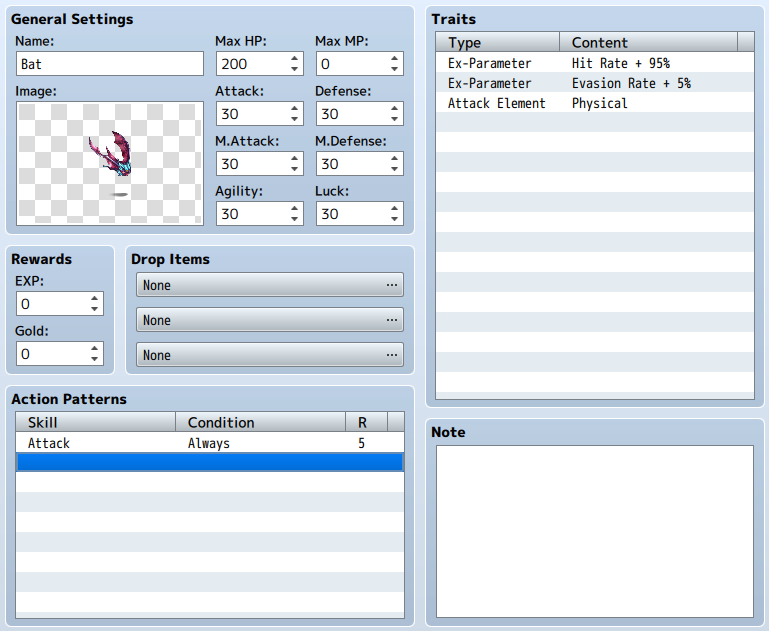 General Settings
Name:
Max HP:
Max MP:
Bat
200
0
Image:
Attack:
Defense:
30
30
M.Attack:
M.Defense:
30
30
Agility:
Luck:
30
30
Rewards
EXP:
0
Gold:
0
Drop Items
None ...
None ...
None ...
Action Patterns
Skill Condition R
Attack Always 5
Traits
Type Content
Ex-Parameter Hit Rate + 95%
Ex-Parameter Evasion Rate + 5%
Attack Element Physical
Note